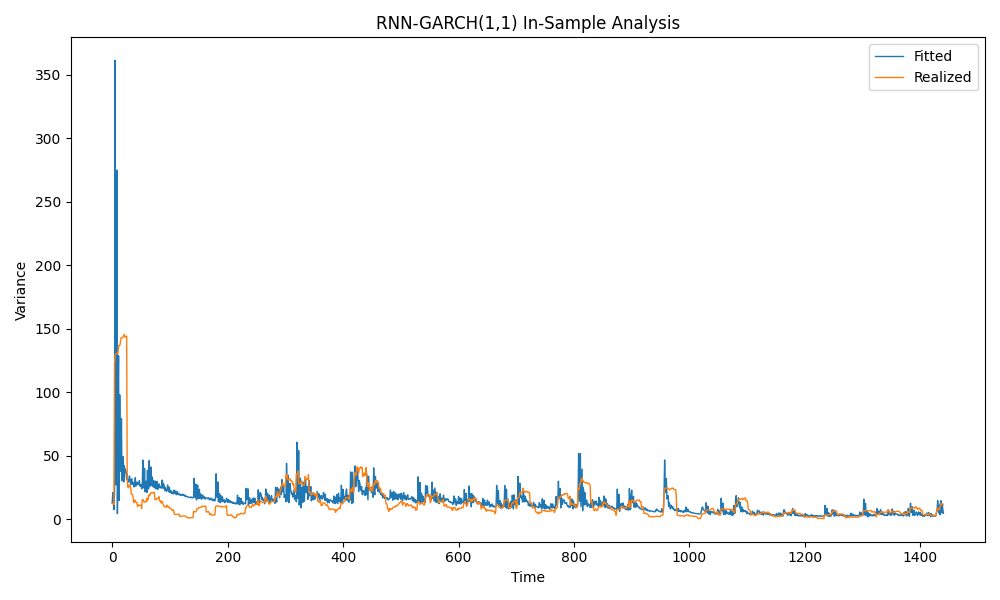 RNN-GARCH(1,1) In-Sample Analysis
Fitted
Realized
Variance
350
300
250
200
150
100
50
0
0 200 400 600 800 1000 1200 1400
Time